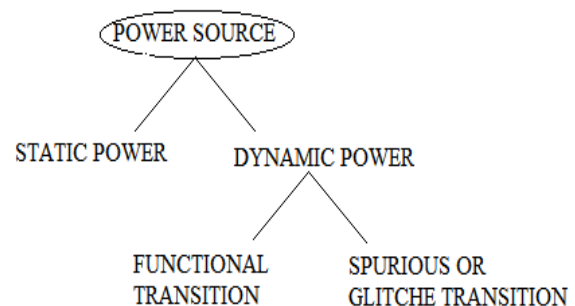 POWER SOURCE
STATIC POWER
DYNAMIC POWER
FUNCTIONAL
TRANSITION
SPURIOUS OR
GLITCHE TRANSITION